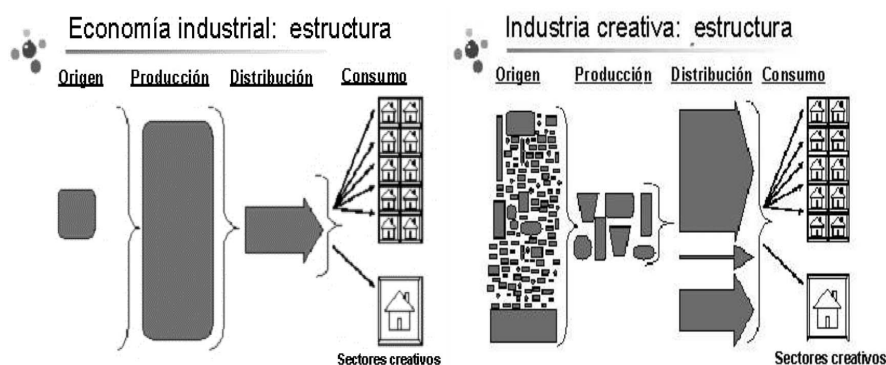 Economía industrial: estructura
Origen Producción Distribución Consumo
Sectores creativos
Industria creativa: estructura
Origen Producción Distribución Consumo
Sectores creativos